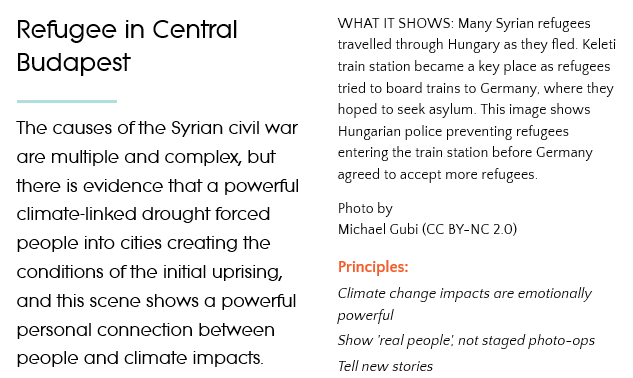 Refugee in Central
Budapest
The causes of the Syrian civil war
are multiple and complex, but
there is evidence that a powerful
climate-linked drought forced
people into cities creating the
conditions of the initial uprising,
and this scene shows a powerful
personal connection between
people and climate impacts.
WHAT IT SHOWS: Many Syrian refugees
travelled through Hungary as they fled. Keleti
train station became a key place as refugees
tried to board trains to Germany, where they
hoped to seek asylum. This image shows
Hungarian police preventing refugees
entering the train station before Germany
agreed to accept more refugees.
Photo by
Michael Gubi (CC BY-NC 2.0)
Principles:
Climate change impacts are emotionally
powerful
Show 'real people', not staged photo-ops
Tell new stories